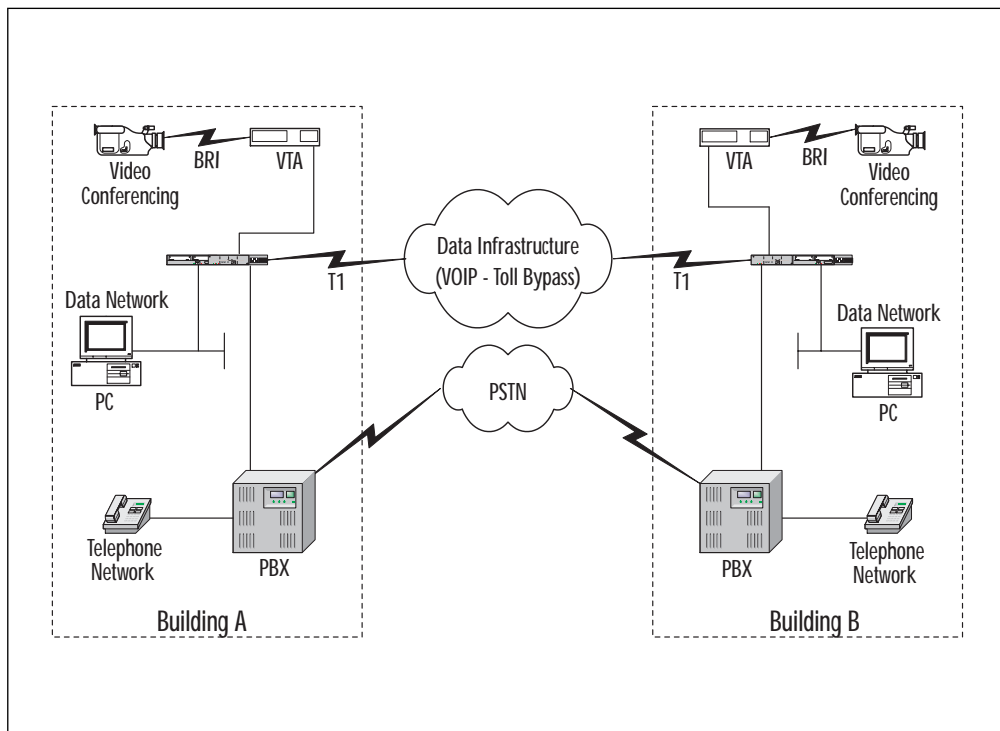 BRI
VTA
Video
Conferencing
VTA
BRI
Video
Conferencing
Data Infrastructure
(VOIP - Toll Bypass)
T1
T1
Data Network
PC
Data Network
PC
PSTN
Telephone
Network
PBX
PBX
Telephone
Network
Building A
Building B